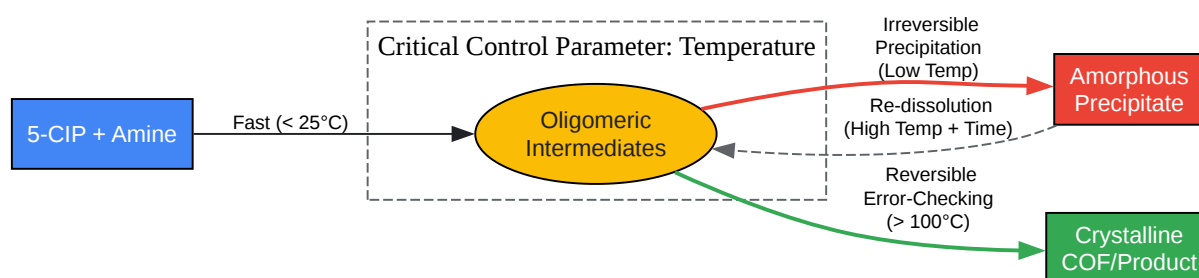 Critical Control Parameter: Temperature
5-CIP + Amine
Fast (< 25°C)
Oligomeric
Intermediates
Irreversible
Precipitation
(Low Temp)
Amorphous
Precipitate
Re-dissolution
(High Temp + Time)
Reversible
Error-Checking
(> 100°C)
Crystalline
COF/Product